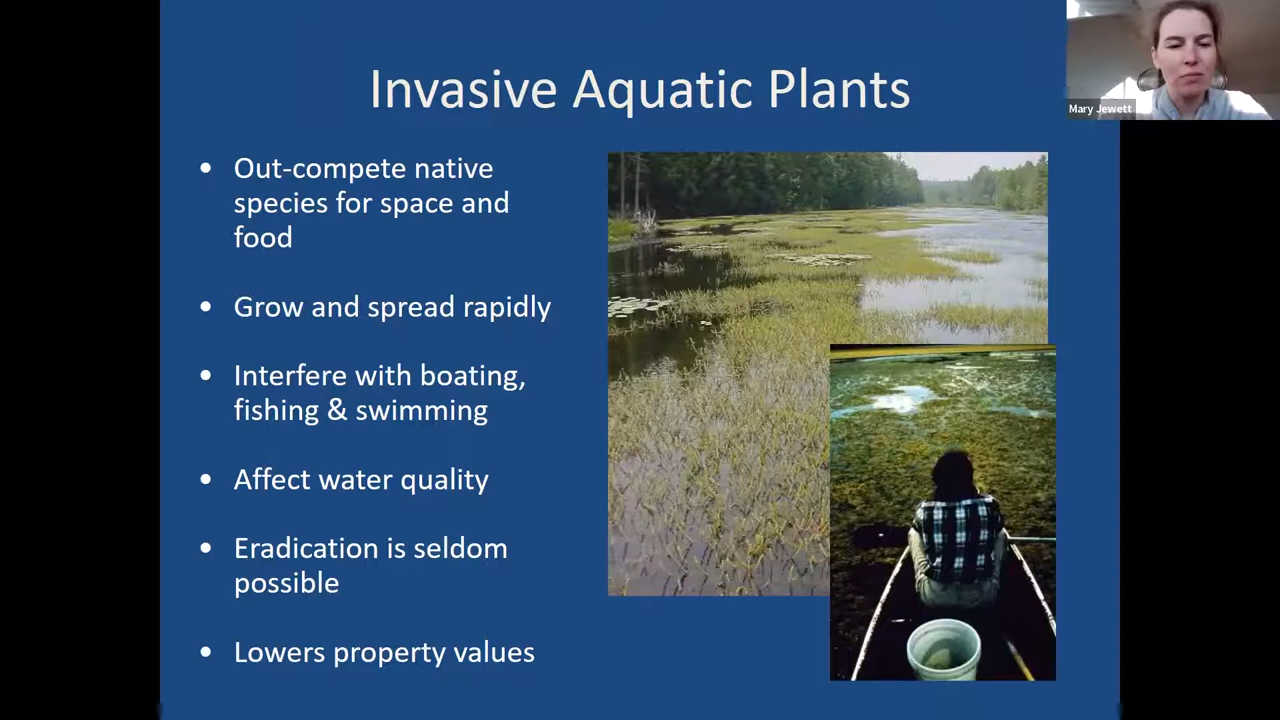 Invasive Aquatic Plants
Mary Jewett
• Out-compete native
species for space and
food
• Grow and spread rapidly
• Interfere with boating,
fishing & swimming
• Affect water quality
• Eradication is seldom
possible
• Lowers property values